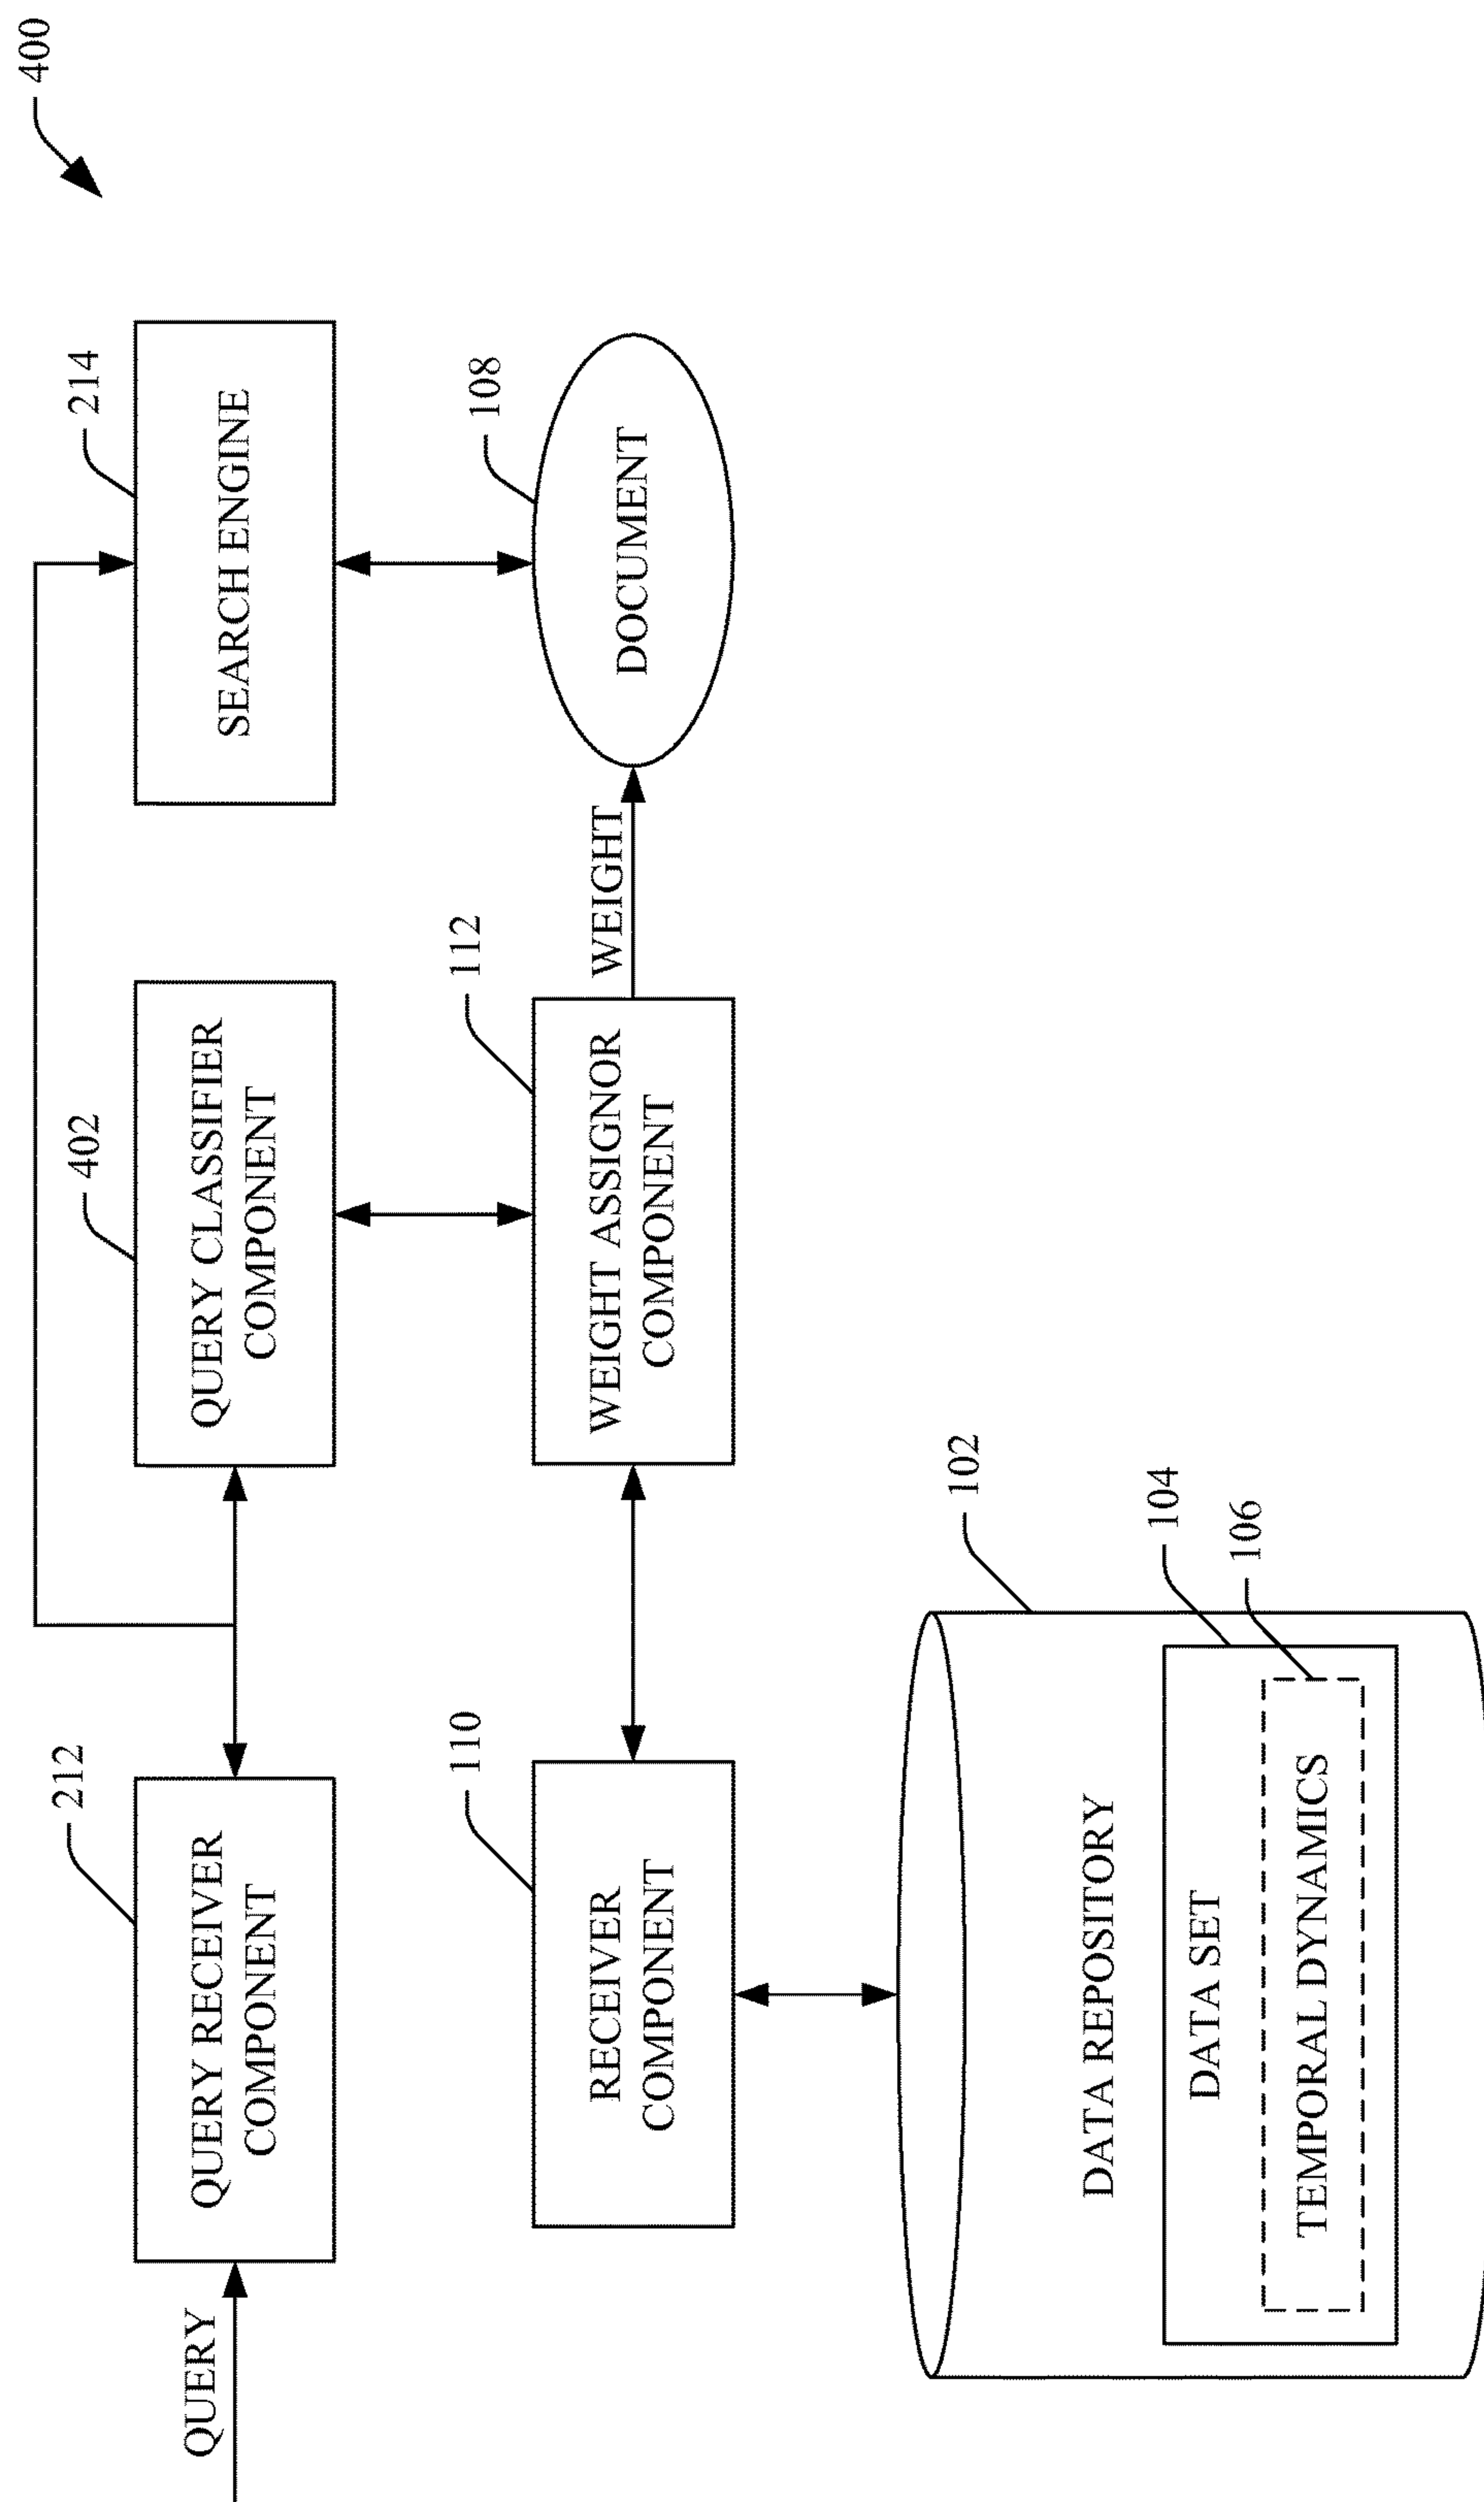 400
QUERY
212
QUERY RECEIVER
COMPONENT
402
QUERY CLASSIFIER
COMPONENT
214
SEARCH ENGINE
110
RECEIVER
COMPONENT
112
WEIGHT ASSIGNOR
COMPONENT
WEIGHT
108
DOCUMENT
102
DATA REPOSITORY
104
DATA SET
106
TEMPORAL DYNAMICS